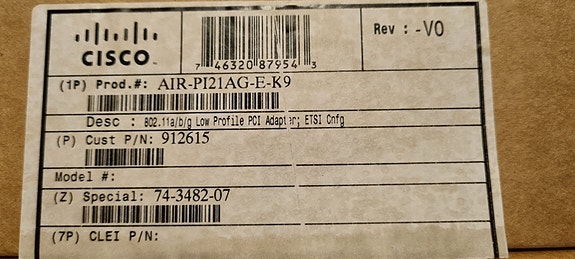 CISCO
7 46320 87954 3
Rev : -V0
(1P) Prod.#: AIR-PI21AG-E-K9
Desc : 802.11a/b/g Low Profile PCI Adapter; ETSI Cnfg
(P) Cust P/N: 912615
Model #:
(Z) Special: 74-3482-07
(7P) CLEI P/N: